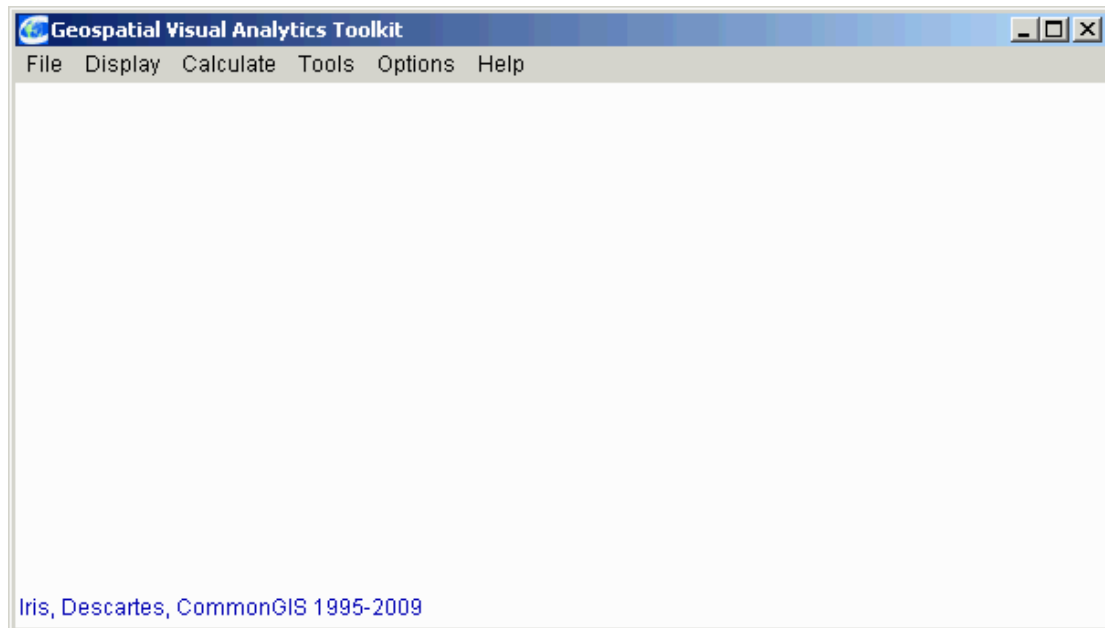 Geospatial Visual Analytics Toolkit
File Display Calculate Tools Options Help
Iris, Descartes, CommonGIS 1995-2009